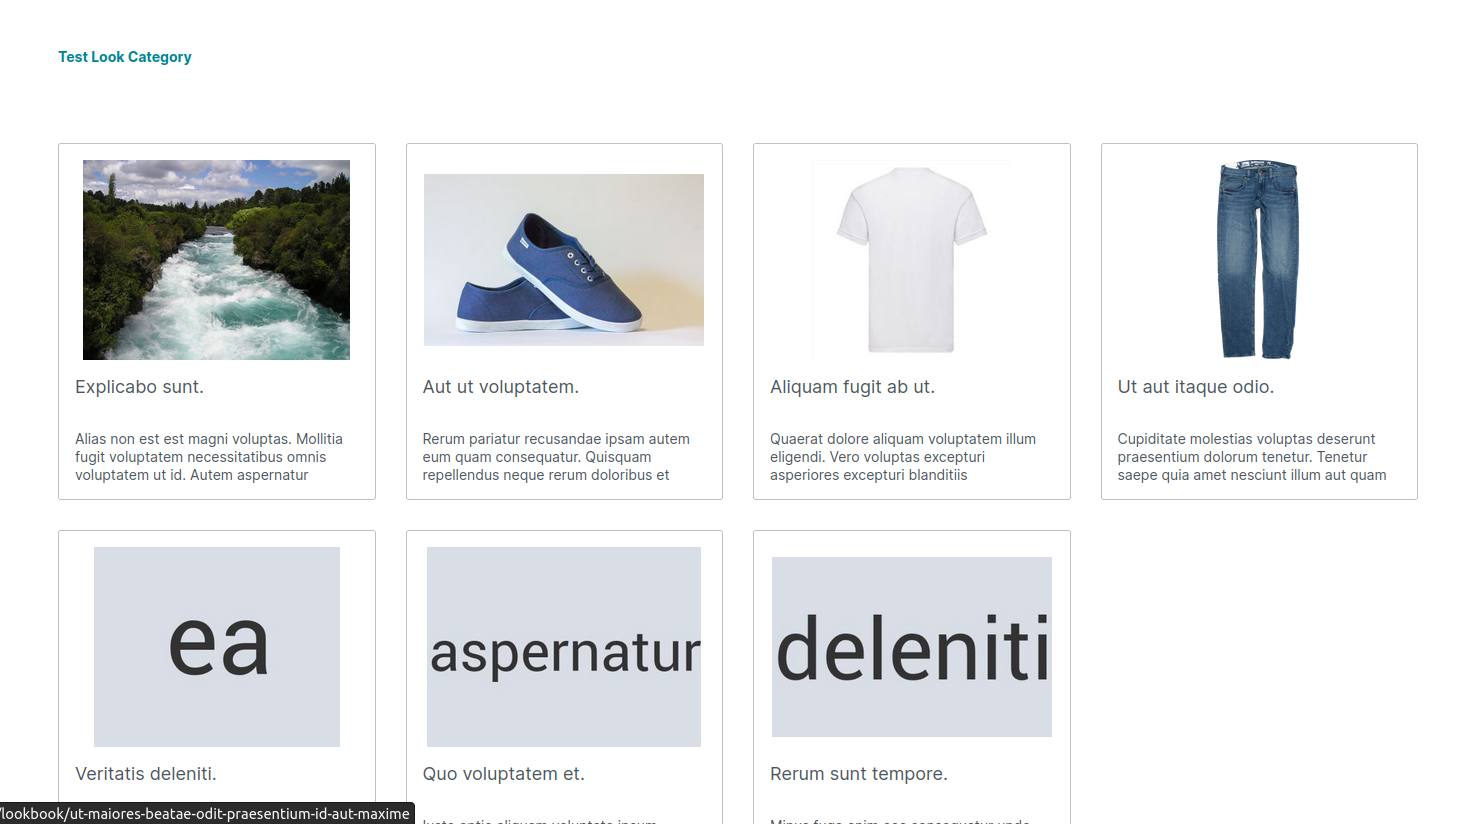 Test Look Category
Explicabo sunt.
Alias non est est magni voluptas. Mollitia
fugit voluptatem necessitatibus omnis
voluptatem ut id. Autem aspernatur
Aut ut voluptatem.
Rerum pariatur recusandae ipsam autem
eum quam consequatur. Quisquam
repellendus neque rerum doloribus et
Aliquam fugit ab ut.
Quaerat dolore aliquam voluptatem illum
eligendi. Vero voluptas excepturi
asperiores excepturi blanditiis
Ut aut itaque odio.
Cupiditate molestias voluptas deserunt
praesentium dolorum tenetur. Tenetur
saepe quia amet nesciunt illum aut quam
ea
Veritatis deleniti.
aspernatur
Quo voluptatem et.
deleniti
Rerum sunt tempore.
/lookbook/ut-maiores-beatae-odit-praesentium-id-aut-maxime